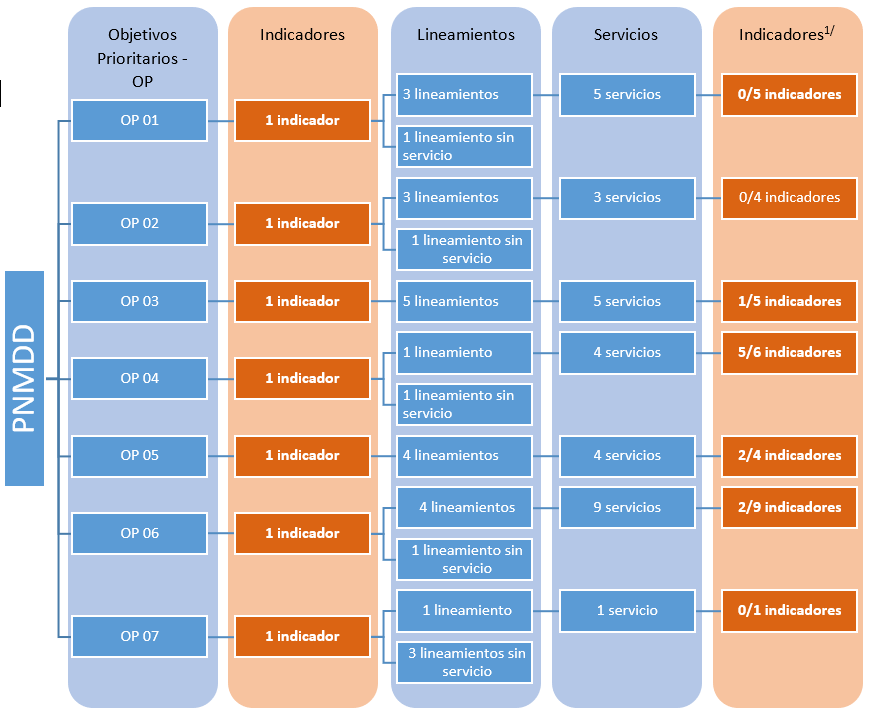 Objetivos
Prioritarios -
OP
Indicadores
Lineamientos
Servicios
Indicadores1/
PNMDD
OP 01
1 indicador
3 lineamientos
5 servicios
0/5 indicadores
1 lineamiento sin
servicio
OP 02
1 indicador
3 lineamientos
3 servicios
0/4 indicadores
1 lineamiento sin
servicio
OP 03
1 indicador
5 lineamientos
5 servicios
1/5 indicadores
OP 04
1 indicador
1 lineamiento
4 servicios
5/6 indicadores
1 lineamiento sin
servicio
OP 05
1 indicador
4 lineamientos
4 servicios
2/4 indicadores
OP 06
1 indicador
4 lineamientos
9 servicios
2/9 indicadores
1 lineamiento sin
servicio
OP 07
1 indicador
1 lineamiento
1 servicio
0/1 indicadores
3 lineamientos sin
servicio